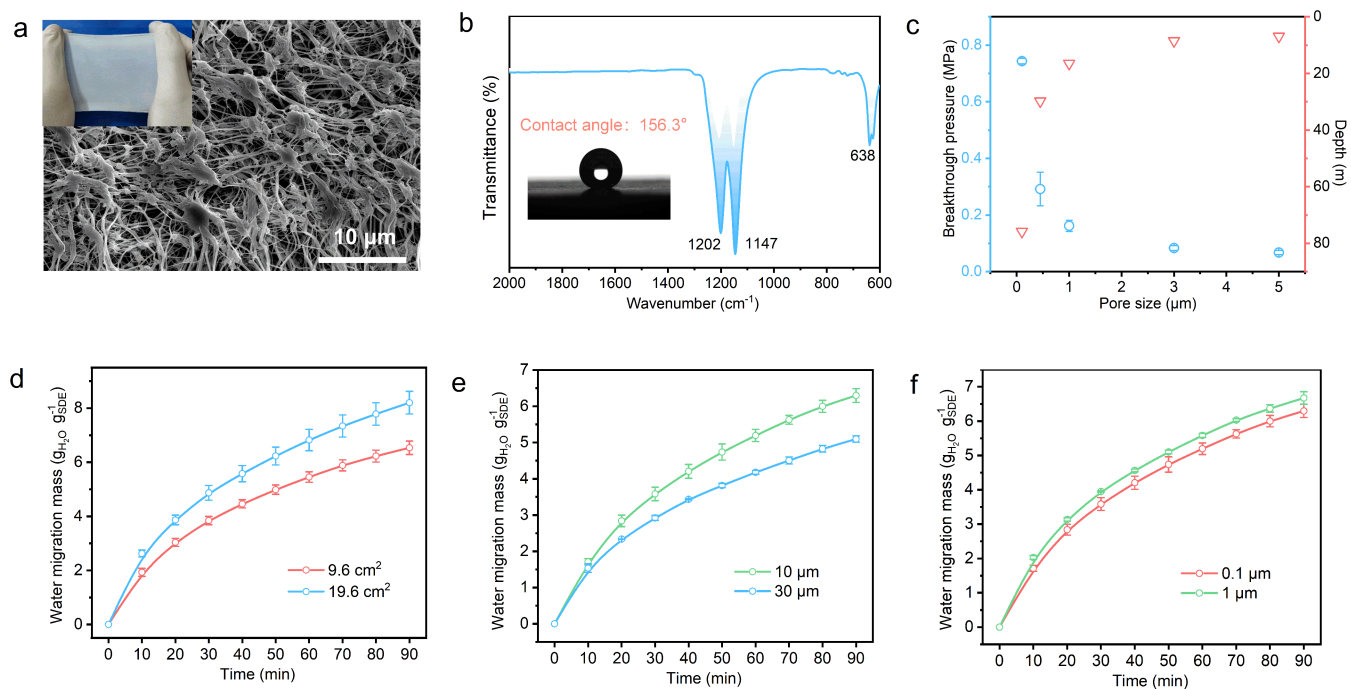 a
10 μm
b
Transmittance (%)
Contact angle: 156.3°
1202
1147
638
2000 1800 1600 1400 1200 1000 800 600
Wavenumber (cm⁻¹)
c
Breakthrough pressure (MPa)
0.8
0.6
0.4
0.2
0.0
0
20
40
60
80
Depth (m)
0 1 2 3 4 5
Pore size (μm)
d
Water migration mass (g_H₂O g⁻¹_SDE)
8
6
4
2
0
9.6 cm²
19.6 cm²
0 10 20 30 40 50 60 70 80 90
Time (min)
e
Water migration mass (g_H₂O g⁻¹_SDE)
7
6
5
4
3
2
1
0
10 μm
30 μm
0 10 20 30 40 50 60 70 80 90
Time (min)
f
Water migration mass (g_H₂O g⁻¹_SDE)
7
6
5
4
3
2
1
0
0.1 μm
1 μm
0 10 20 30 40 50 60 70 80 90
Time (min)